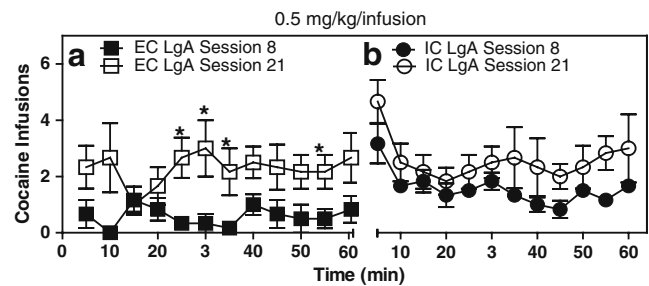 0.5 mg/kg/infusion
a
EC LgA Session 8
EC LgA Session 21
b
IC LgA Session 8
IC LgA Session 21
Cocaine Infusions
6
4
2
0
* * * *
0 10 20 3 40 50 60
10 20 3 40 50 60
Time (min)